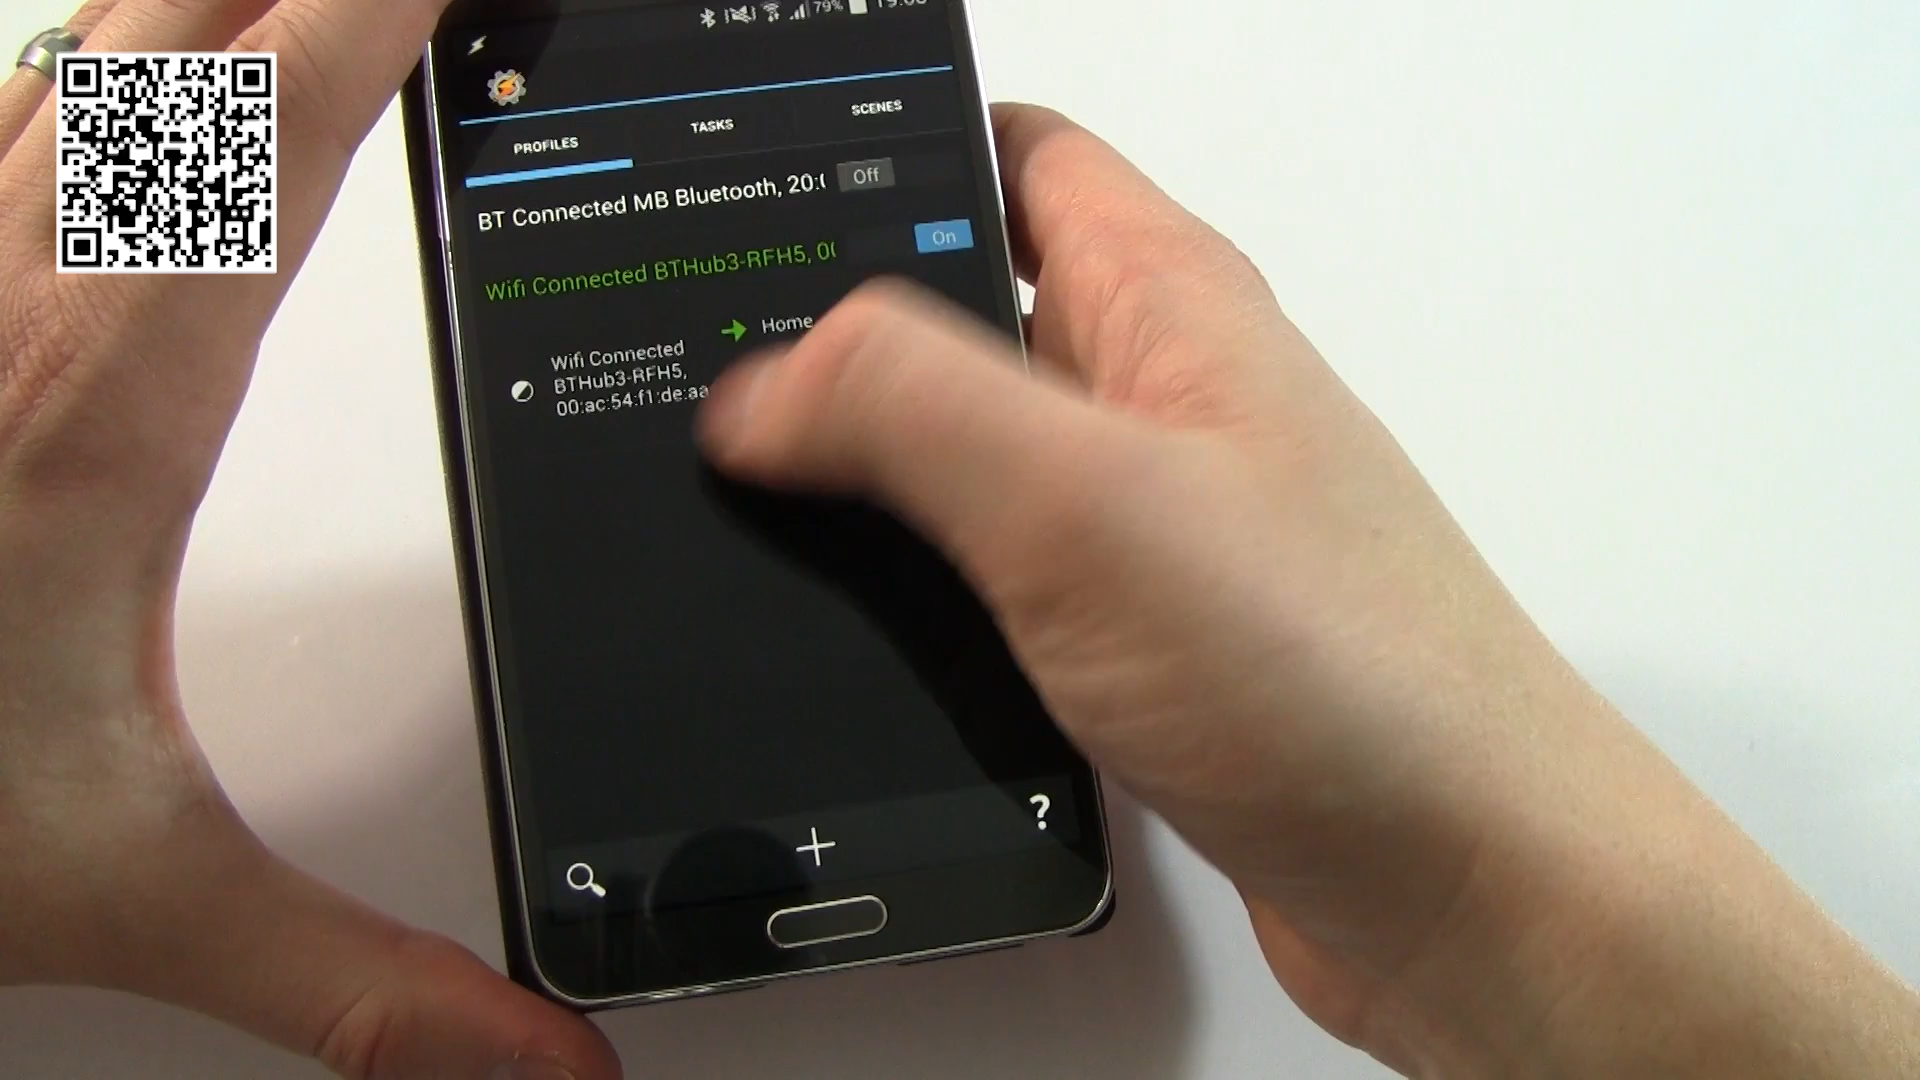 79%
PROFILES TASKS SCENES
BT Connected MB Bluetooth, 20:( Off
Wifi Connected BTHub3-RFH5, 0( On
Home
Wifi Connected
BTHub3-RFH5,
00:ac:54:f1:de:aa
?